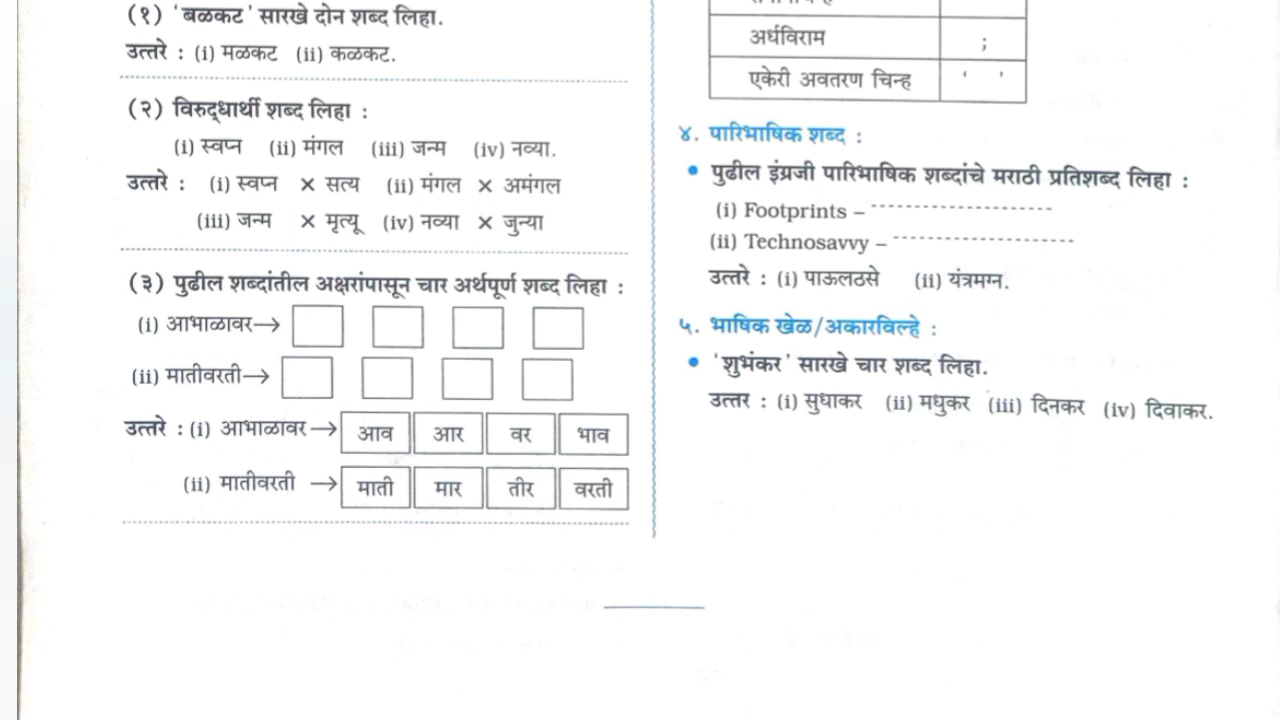 (१) 'बळकट' सारखे दोन शब्द लिहा.
उत्तरे : (i) मळकट (ii) कळकट.
(२) विरुद्धार्थी शब्द लिहा :
(i) स्वप्न (ii) मंगल (iii) जन्म (iv) नव्या.
उत्तरे : (i) स्वप्न × सत्य (ii) मंगल × अमंगल
(iii) जन्म × मृत्यू (iv) नव्या × जुन्या
(३) पुढील शब्दांतील अक्षरांपासून चार अर्थपूर्ण शब्द लिहा :
(i) आभाळावर→
(ii) मातीवरती→
उत्तरे : (i) आभाळावर→ आव आर वर भाव
(ii) मातीवरती → माती मार तीर वरती
अर्धविराम ;
एकेरी अवतरण चिन्ह ' '
४. पारिभाषिक शब्द :
• पुढील इंग्रजी पारिभाषिक शब्दांचे मराठी प्रतिशब्द लिहा :
(i) Footprints – --------------------
(ii) Technosavvy – --------------------
उत्तरे : (i) पाऊलठसे (ii) यंत्रमग्न.
५. भाषिक खेळ/अकारविल्हे :
• 'शुभंकर' सारखे चार शब्द लिहा.
उत्तर : (i) सुधाकर (ii) मधुकर (iii) दिनकर (iv) दिवाकर.